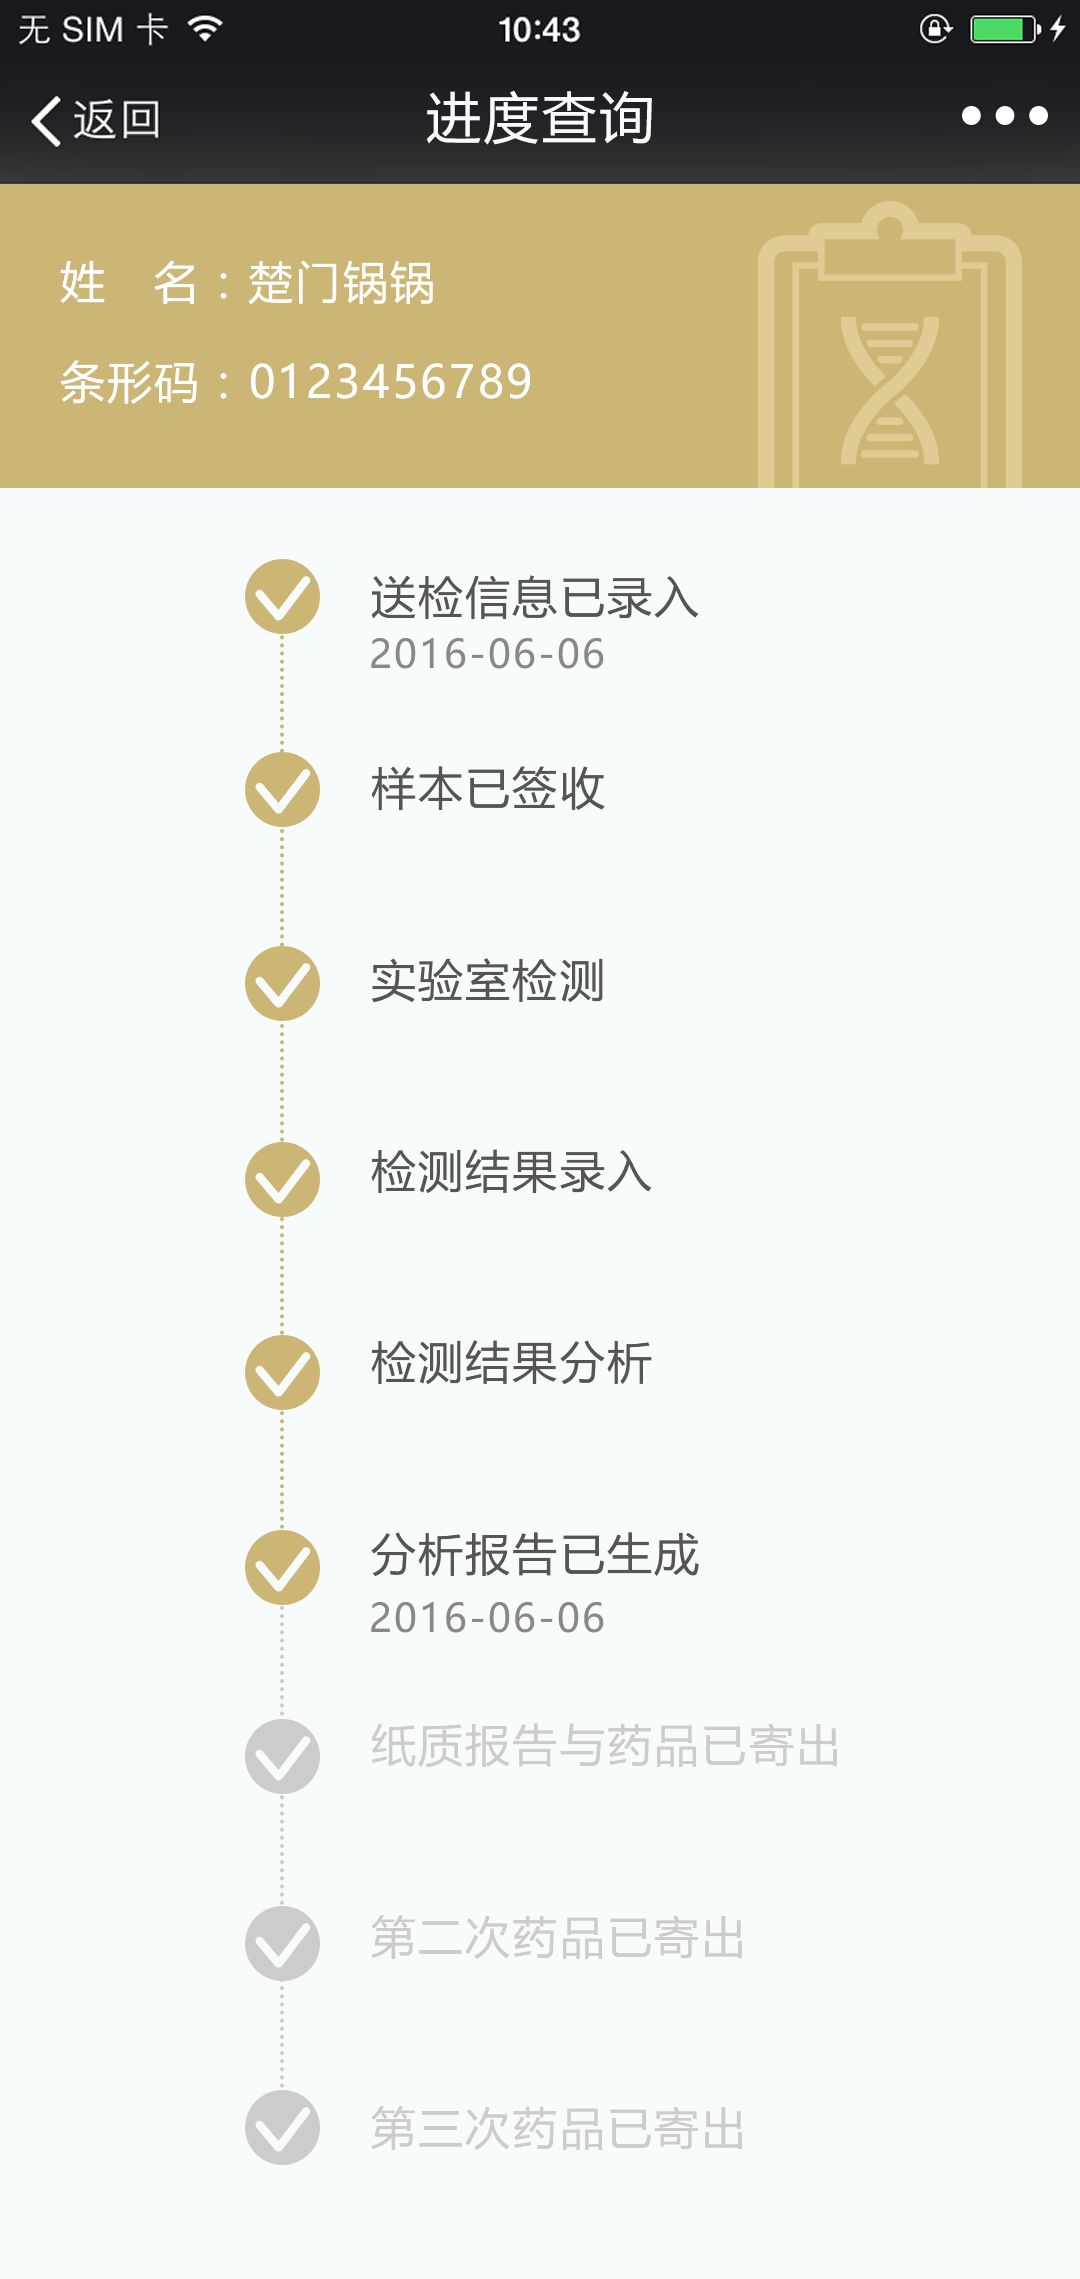 无 SIM 卡
10:43
返回
进度查询
姓 名：楚门锅锅
条形码：0123456789
送检信息已录入
2016-06-06
样本已签收
实验室检测
检测结果录入
检测结果分析
分析报告已生成
2016-06-06
纸质报告与药品已寄出
第二次药品已寄出
第三次药品已寄出